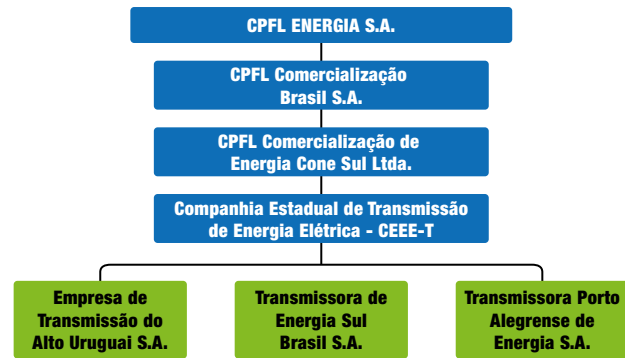 CPFL ENERGIA S.A.
CPFL Comercialização
Brasil S.A.
CPFL Comercialização de
Energia Cone Sul Ltda.
Companhia Estadual de Transmissão
de Energia Elétrica - CEEE-T
Empresa de
Transmissão do
Alto Uruguai S.A.
Transmissora de
Energia Sul
Brasil S.A.
Transmissora Porto
Alegrense de
Energia S.A.